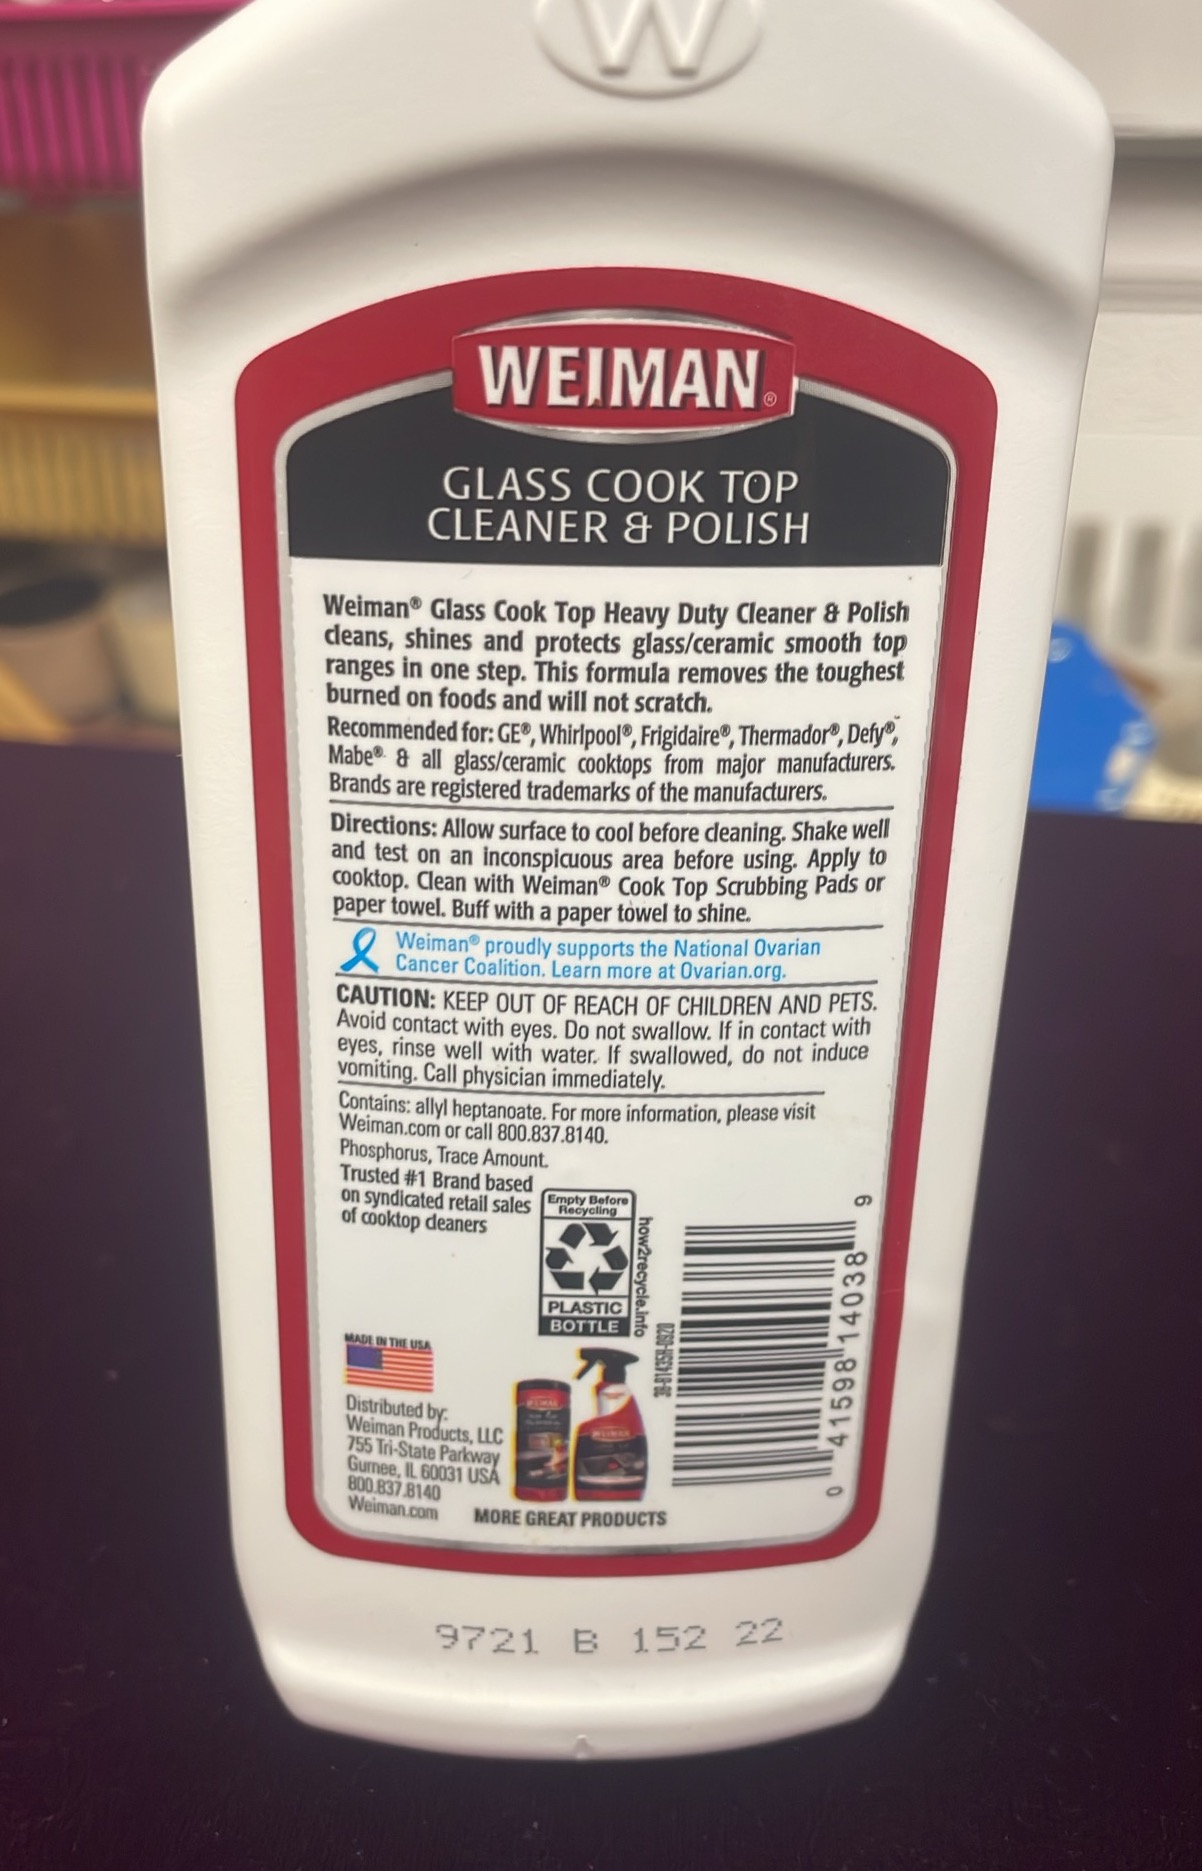 W
WEIMAN®
GLASS COOK TOP
CLEANER & POLISH
Weiman® Glass Cook Top Heavy Duty Cleaner & Polish
cleans, shines and protects glass/ceramic smooth top
ranges in one step. This formula removes the toughest
burned on foods and will not scratch.
Recommended for: GE®, Whirlpool®, Frigidaire®, Thermador®, Defy®,
Mabe® & all glass/ceramic cooktops from major manufacturers.
Brands are registered trademarks of the manufacturers.
Directions: Allow surface to cool before cleaning. Shake well
and test on an inconspicuous area before using. Apply to
cooktop. Clean with Weiman® Cook Top Scrubbing Pads or
paper towel. Buff with a paper towel to shine.
Weiman® proudly supports the National Ovarian
Cancer Coalition. Learn more at Ovarian.org.
CAUTION: KEEP OUT OF REACH OF CHILDREN AND PETS.
Avoid contact with eyes. Do not swallow. If in contact with
eyes, rinse well with water. If swallowed, do not induce
vomiting. Call physician immediately.
Contains: allyl heptanoate. For more information, please visit
Weiman.com or call 800.837.8140.
Phosphorus, Trace Amount.
Trusted #1 Brand based
on syndicated retail sales
of cooktop cleaners
Empty Before
Recycling
PLASTIC
BOTTLE
how2recycle.info
0 41598 14038 9
MADE IN THE USA
Distributed by:
Weiman Products, LLC
755 Tri-State Parkway
Gurnee, IL 60031 USA
800.837.8140
Weiman.com
WEIMAN
WEIMAN
MORE GREAT PRODUCTS
9721 B 152 22